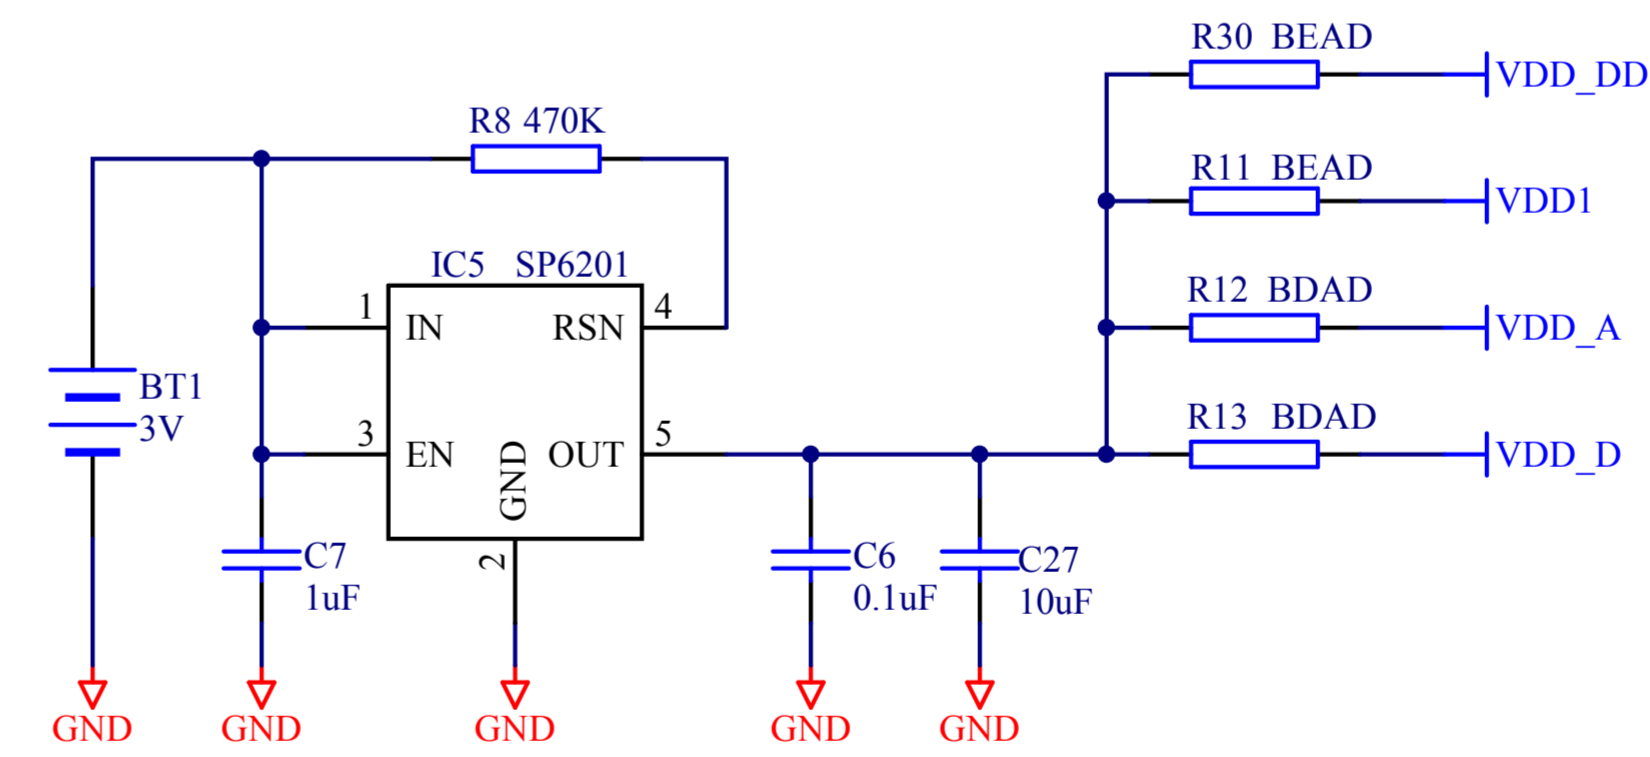 R30 BEAD
VDD_DD
R8 470K
R11 BEAD
VDD1
IC5 SP6201
R12 BDAD
VDD_A
1
IN
RSN
4
BT1
3V
R13 BDAD
VDD_D
3
EN
GND
OUT
5
2
C7
1uF
C6
0.1uF
C27
10uF
GND
GND
GND
GND
GND